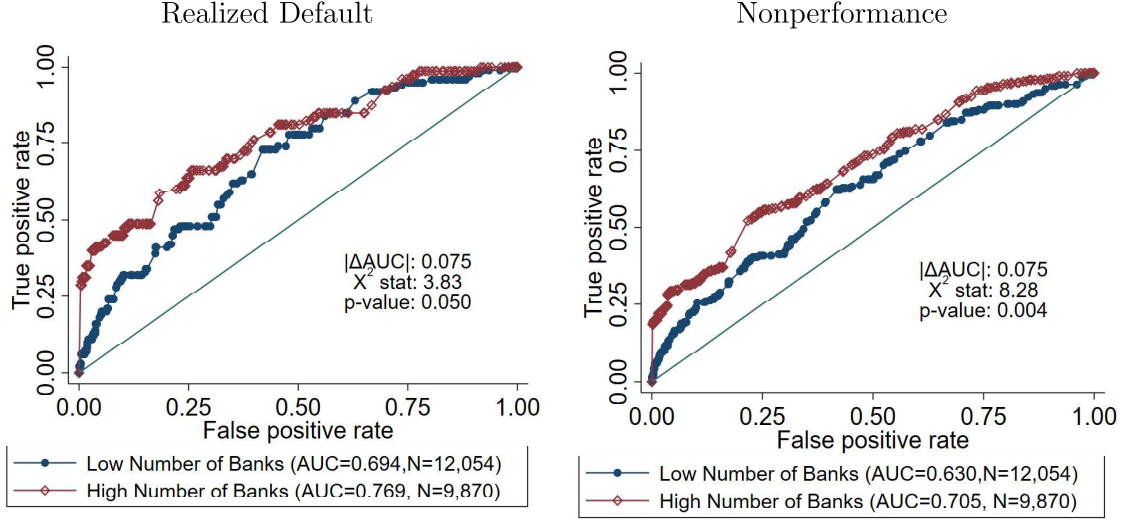 Realized Default
True positive rate
1.00
0.75
0.50
0.25
0.00
|ΔAUC|: 0.075
X² stat: 3.83
p-value: 0.050
0.00 0.25 0.50 0.75 1.00
False positive rate
Low Number of Banks (AUC=0.694,N=12,054)
High Number of Banks (AUC=0.769, N=9,870)
Nonperformance
True positive rate
1.00
0.75
0.50
0.25
0.00
|ΔAUC|: 0.075
X² stat: 8.28
p-value: 0.004
0.00 0.25 0.50 0.75 1.00
False positive rate
Low Number of Banks (AUC=0.630,N=12,054)
High Number of Banks (AUC=0.705, N=9,870)